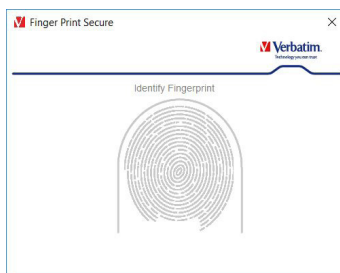 Finger Print Secure
Verbatim.
Technology you can trust
Identify Fingerprint